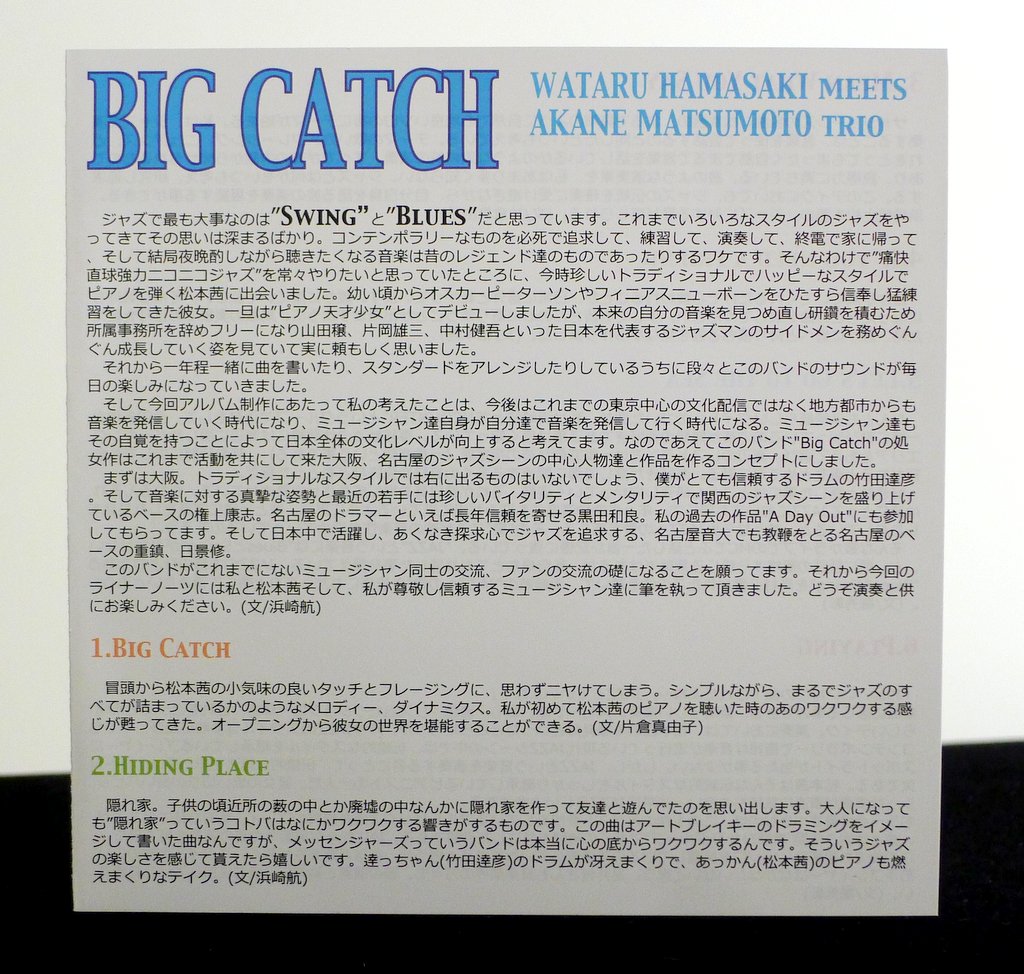 BIG CATCH
WATARU HAMASAKI MEETS
AKANE MATSUMOTO TRIO
ジャズで最も大事なのは"SWING"と"BLUES"だと思っています。これまでいろいろなスタイルのジャズをや
ってきてその思いは深まるばかり。コンテンポラリーなものを必死で追求して、練習して、演奏して、終電で家に帰って
、そして結局夜晩酌しながら聴きたくなる音楽は昔のレジェンド達のものであったりするワケです。そんなわけで"痛快
直球強力ニコニコジャズ"を常々やりたいと思っていたところに、今時珍しいトラディショナルでハッピーなスタイルで
ピアノを弾く松本茜に出会いました。幼い頃からオスカーピーターソンやフィニアスニューボーンをひたすら信奉し猛練
習をしてきた彼女。一旦は"ピアノ天才少女"としてデビューしましたが、本来の自分の音楽を見つめ直し研鑽を積むため
所属事務所を辞めフリーになり山田穣、片岡雄三、中村健吾といった日本を代表するジャズマンのサイドメンを務めぐん
ぐん成長していく姿を見ていて実に頼もしく思いました。
それから一年程一緒に曲を書いたり、スタンダードをアレンジしたりしているうちに段々とこのバンドのサウンドが毎
日の楽しみになっていきました。
そして今回アルバム制作にあたって私の考えたことは、今後はこれまでの東京中心の文化配信ではなく地方都市からも
音楽を発信していく時代になり、ミュージシャン達自身が自分達で音楽を発信して行く時代になる。ミュージシャン達も
その自覚を持つことによって日本全体の文化レベルが向上すると考えてます。なのであえてこのバンド"Big Catch"の処
女作はこれまで活動を共にして来た大阪、名古屋のジャズシーンの中心人物達と作品を作るコンセプトにしました。
まずは大阪。トラディショナルなスタイルでは右に出るものはいないでしょう、僕がとても信頼するドラムの竹田達彦
。そして音楽に対する真摯な姿勢と最近の若手には珍しいバイタリティとメンタリティで関西のジャズシーンを盛り上げ
ているベースの権上康志。名古屋のドラマーといえば長年信頼を寄せる黒田和良。私の過去の作品"A Day Out"にも参加
してもらってます。そして日本中で活躍し、あくなき探求心でジャズを追求する、名古屋音大でも教鞭をとる名古屋のベ
ースの重鎮、日景修。
このバンドがこれまでにないミュージシャン同士の交流、ファンの交流の礎になることを願ってます。それから今回の
ライナーノーツには私と松本茜そして、私が尊敬し信頼するミュージシャン達に筆を執って頂きました。どうぞ演奏と供
にお楽しみください。(文/浜崎航)
1.BIG CATCH
冒頭から松本茜の小気味の良いタッチとフレージングに、思わずニヤけてしまう。シンプルながら、まるでジャズのす
べてが詰まっているかのようなメロディー、ダイナミクス。私が初めて松本茜のピアノを聴いた時のあのワクワクする感
じが甦ってきた。オープニングから彼女の世界を堪能することができる。(文/片倉真由子)
2.HIDING PLACE
隠れ家。子供の頃近所の薮の中とか廃墟の中なんかに隠れ家を作って友達と遊んでたのを思い出します。大人になって
も"隠れ家"っていうコトバはなにかワクワクする響きがするものです。この曲はアートブレイキーのドラミングをイメー
ジして書いた曲なんですが、メッセンジャーズっていうバンドは本当に心の底からワクワクするんです。そういうジャズ
の楽しさを感じて貰えたら嬉しいです。達っちゃん(竹田達彦)のドラムが冴えまくりで、あっかん(松本茜)のピアノも燃
えまくりなテイク。(文/浜崎航)